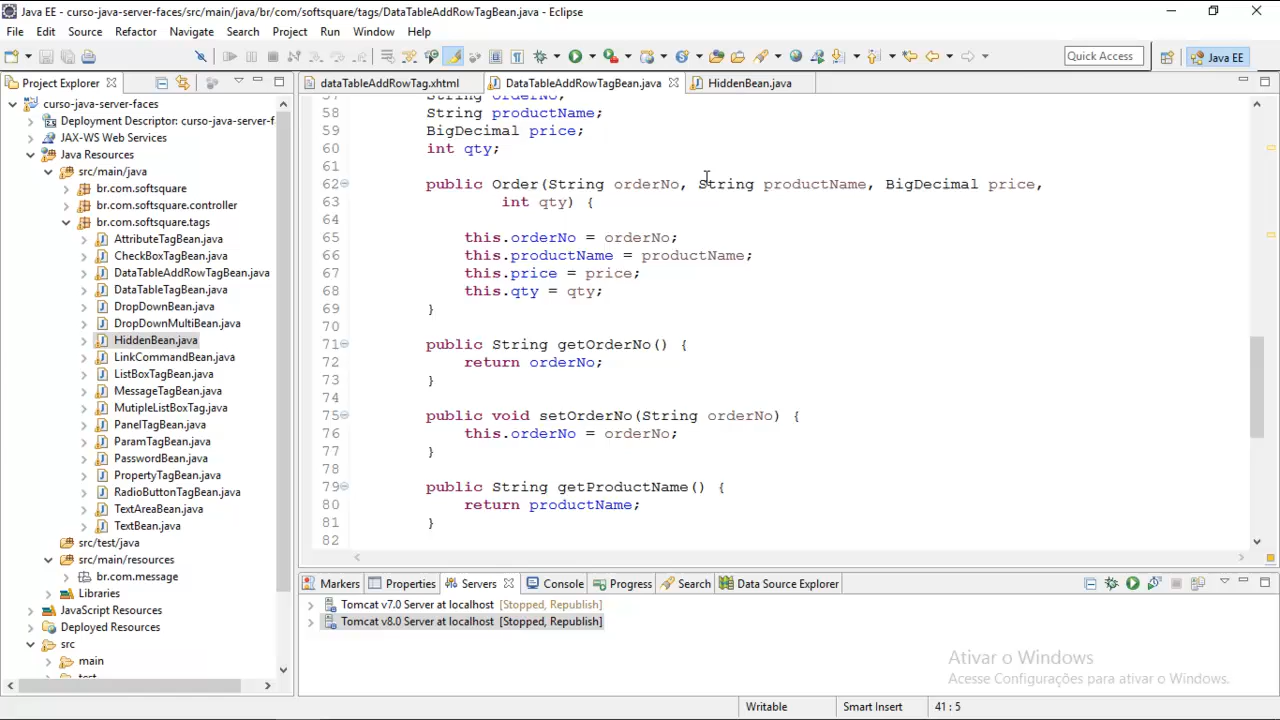 Java EE - curso-java-server-faces/src/main/java/br/com/softsquare/tags/DataTableAddRowTagBean.java - Eclipse
File Edit Source Refactor Navigate Search Project Run Window Help
Quick Access
Java EE
Project Explorer
curso-java-server-faces
Deployment Descriptor: curso-java-server-f
JAX-WS Web Services
Java Resources
src/main/java
br.com.softsquare
br.com.softsquare.controller
br.com.softsquare.tags
AttributeTagBean.java
CheckBoxTagBean.java
DataTableAddRowTagBean.java
DataTableTagBean.java
DropDownBean.java
DropDownMultiBean.java
HiddenBean.java
LinkCommandBean.java
ListBoxTagBean.java
MessageTagBean.java
MutipleListBoxTag.java
PanelTagBean.java
ParamTagBean.java
PasswordBean.java
PropertyTagBean.java
RadioButtonTagBean.java
TextAreaBean.java
TextBean.java
src/test/java
src/main/resources
br.com.message
Libraries
JavaScript Resources
Deployed Resources
src
main
test
dataTableAddRowTag.xhtml DataTableAddRowTagBean.java HiddenBean.java
57 String orderNo;
58 String productName;
59 BigDecimal price;
60 int qty;
61
62 public Order(String orderNo, String productName, BigDecimal price,
63 int qty) {
64
65 this.orderNo = orderNo;
66 this.productName = productName;
67 this.price = price;
68 this.qty = qty;
69 }
70
71 public String getOrderNo() {
72 return orderNo;
73 }
74
75 public void setOrderNo(String orderNo) {
76 this.orderNo = orderNo;
77 }
78
79 public String getProductName() {
80 return productName;
81 }
82
Markers Properties Servers Console Progress Search Data Source Explorer
Tomcat v7.0 Server at localhost [Stopped, Republish]
Tomcat v8.0 Server at localhost [Stopped, Republish]
Ativar o Windows
Acesse Configurações para ativar o Windows.
Writable Smart Insert 41 : 5